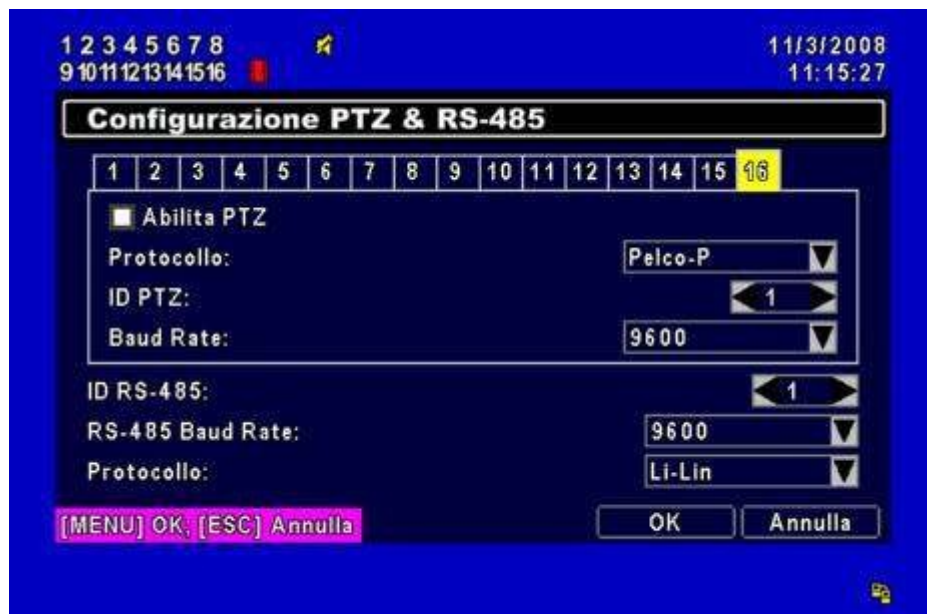 1 2 3 4 5 6 7 8
11/3/2008
9 10 11 12 13 14 15 16
11:15:27
Configurazione PTZ & RS-485
1 2 3 4 5 6 7 8 9 10 11 12 13 14 15 16
Abilita PTZ
Protocollo: Pelco-P
ID PTZ: 1
Baud Rate: 9600
ID RS-485: 1
RS-485 Baud Rate: 9600
Protocollo: Li-Lin
[MENU] OK, [ESC] Annulla OK Annulla